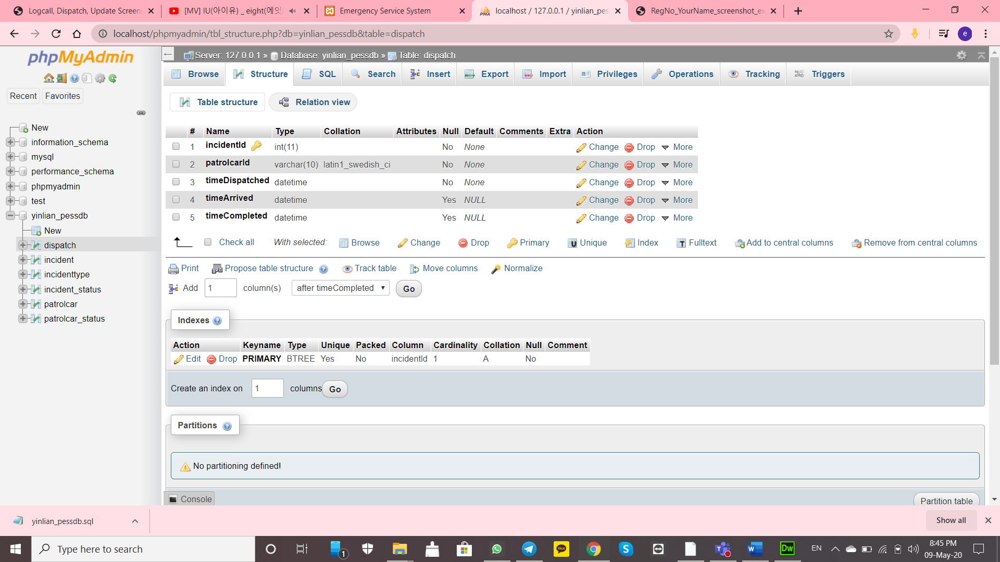 Logcall, Dispatch, Update Screen
[MV] IU(아이유) _ eight(에잇)
Emergency Service System
localhost / 127.0.0.1 / yinlian_pes
RegNo_YourName_screenshot_ex
localhost/phpmyadmin/tbl_structure.php?db=yinlian_pessdb&table=dispatch
e
phpMyAdmin
Recent
Favorites
New
information_schema
mysql
performance_schema
phpmyadmin
test
yinlian_pessdb
New
dispatch
incident
incidenttype
incident_status
patrolcar
patrolcar_status
Server: 127.0.0.1 » Database: yinlian_pessdb » Table: dispatch
Browse Structure SQL Search Insert Export Import Privileges Operations Tracking Triggers
Table structure Relation view
# Name Type Collation Attributes Null Default Comments Extra Action
1 incidentId int(11) No None Change Drop More
2 patrolcarId varchar(10) latin1_swedish_ci No None Change Drop More
3 timeDispatched datetime No None Change Drop More
4 timeArrived datetime Yes NULL Change Drop More
5 timeCompleted datetime Yes NULL Change Drop More
Check all With selected: Browse Change Drop Primary Unique Index Fulltext Add to central columns Remove from central columns
Print Propose table structure Track table Move columns Normalize
Add 1 column(s) after timeCompleted Go
Indexes
Action Keyname Type Unique Packed Column Cardinality Collation Null Comment
Edit Drop PRIMARY BTREE Yes No incidentId 1 A No
Create an index on 1 columns Go
Partitions
No partitioning defined!
Console
Partition table
yinlian_pessdb.sql
Show all
Type here to search
1
TALK
Dw
EN
8:45 PM
09-May-20